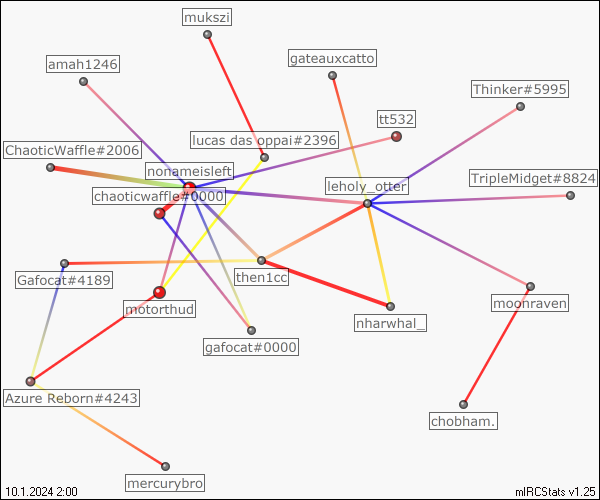 mukszi
gateauxcatto
amah1246
Thinker#5995
tt532
lucas das oppai#2396
ChaoticWaffle#2006
nonameisleft
TripleMidget#8824
leholy_otter
chaoticwaffle#0000
Gafocat#4189
then1cc
motorthud
moonraven
nharwhal_
gafocat#0000
Azure Reborn#4243
chobham.
mercurybro
10.1.2024 2:00
mIRCStats v1.25